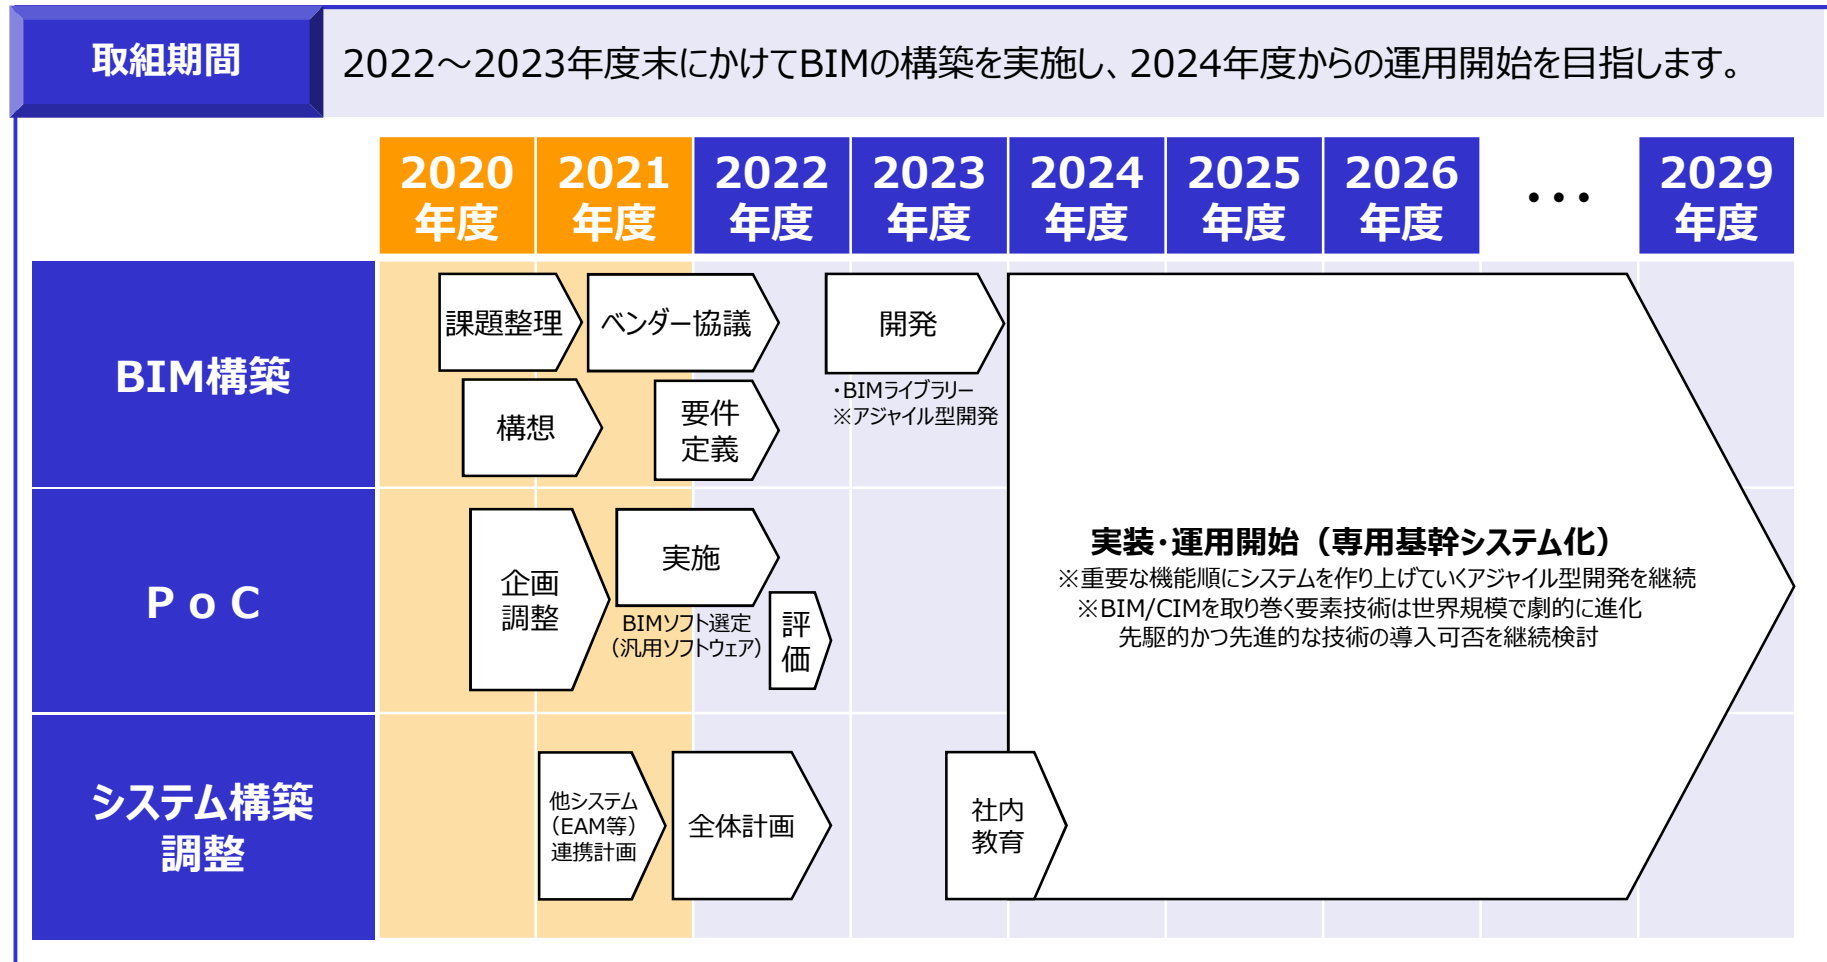 取組期間
2022～2023年度末にかけてBIMの構築を実施し、2024年度からの運用開始を目指します。
2020
年度
2021
年度
2022
年度
2023
年度
2024
年度
2025
年度
2026
年度
・・・
2029
年度
BIM構築
課題整理
ベンダー協議
開発
・BIMライブラリー
※アジャイル型開発
構想
要件
定義
PoC
企画
調整
実施
BIMソフト選定
（汎用ソフトウェア）
評
価
実装・運用開始（専用基幹システム化）
※重要な機能順にシステムを作り上げていくアジャイル型開発を継続
※BIM/CIMを取り巻く要素技術は世界規模で劇的に進化
先駆的かつ先進的な技術の導入可否を継続検討
システム構築
調整
他システム
（EAM等）
連携計画
全体計画
社内
教育